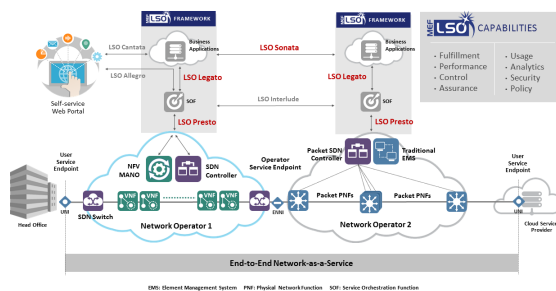 MEF LSO FRAMEWORK
MEF LSO FRAMEWORK
MEF LSO CAPABILITIES
Business
Applications
Business
Applications
LSO Cantata
LSO Sonata
LSO Allegro
LSO Legato
LSO Legato
· Fulfillment
· Performance
· Control
· Assurance
· Usage
· Analytics
· Security
· Policy
Self-service
Web Portal
SOF
LSO Interlude
SOF
LSO Presto
LSO Presto
User
Service
Endpoint
NFV
MANO
SDN
Controller
Operator
Service Endpoint
Packet SDN
Controller
Traditional
EMS
User
Service
Endpoint
VNF
VNF
VNF
VNF
Packet PNFs
Packet PNFs
UNI
SDN Switch
ENNI
UNI
Head Office
Network Operator 1
Network Operator 2
Cloud Service
Provider
End-to-End Network-as-a-Service
EMS: Element Management System PNF: Physical Network Function SOF: Service Orchestration Function